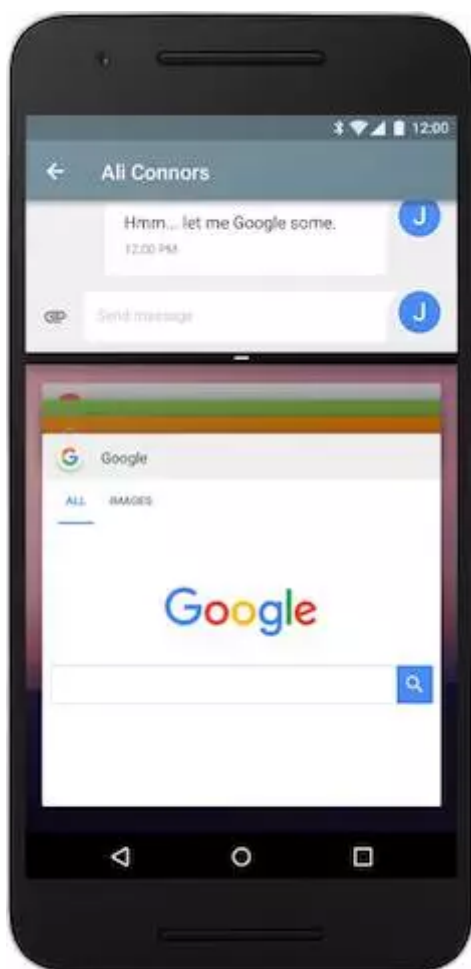 12:00
Ali Connors
Hmm... let me Google some.
12:00 PM
J
Send message
J
G
Google
ALL IMAGES
Google